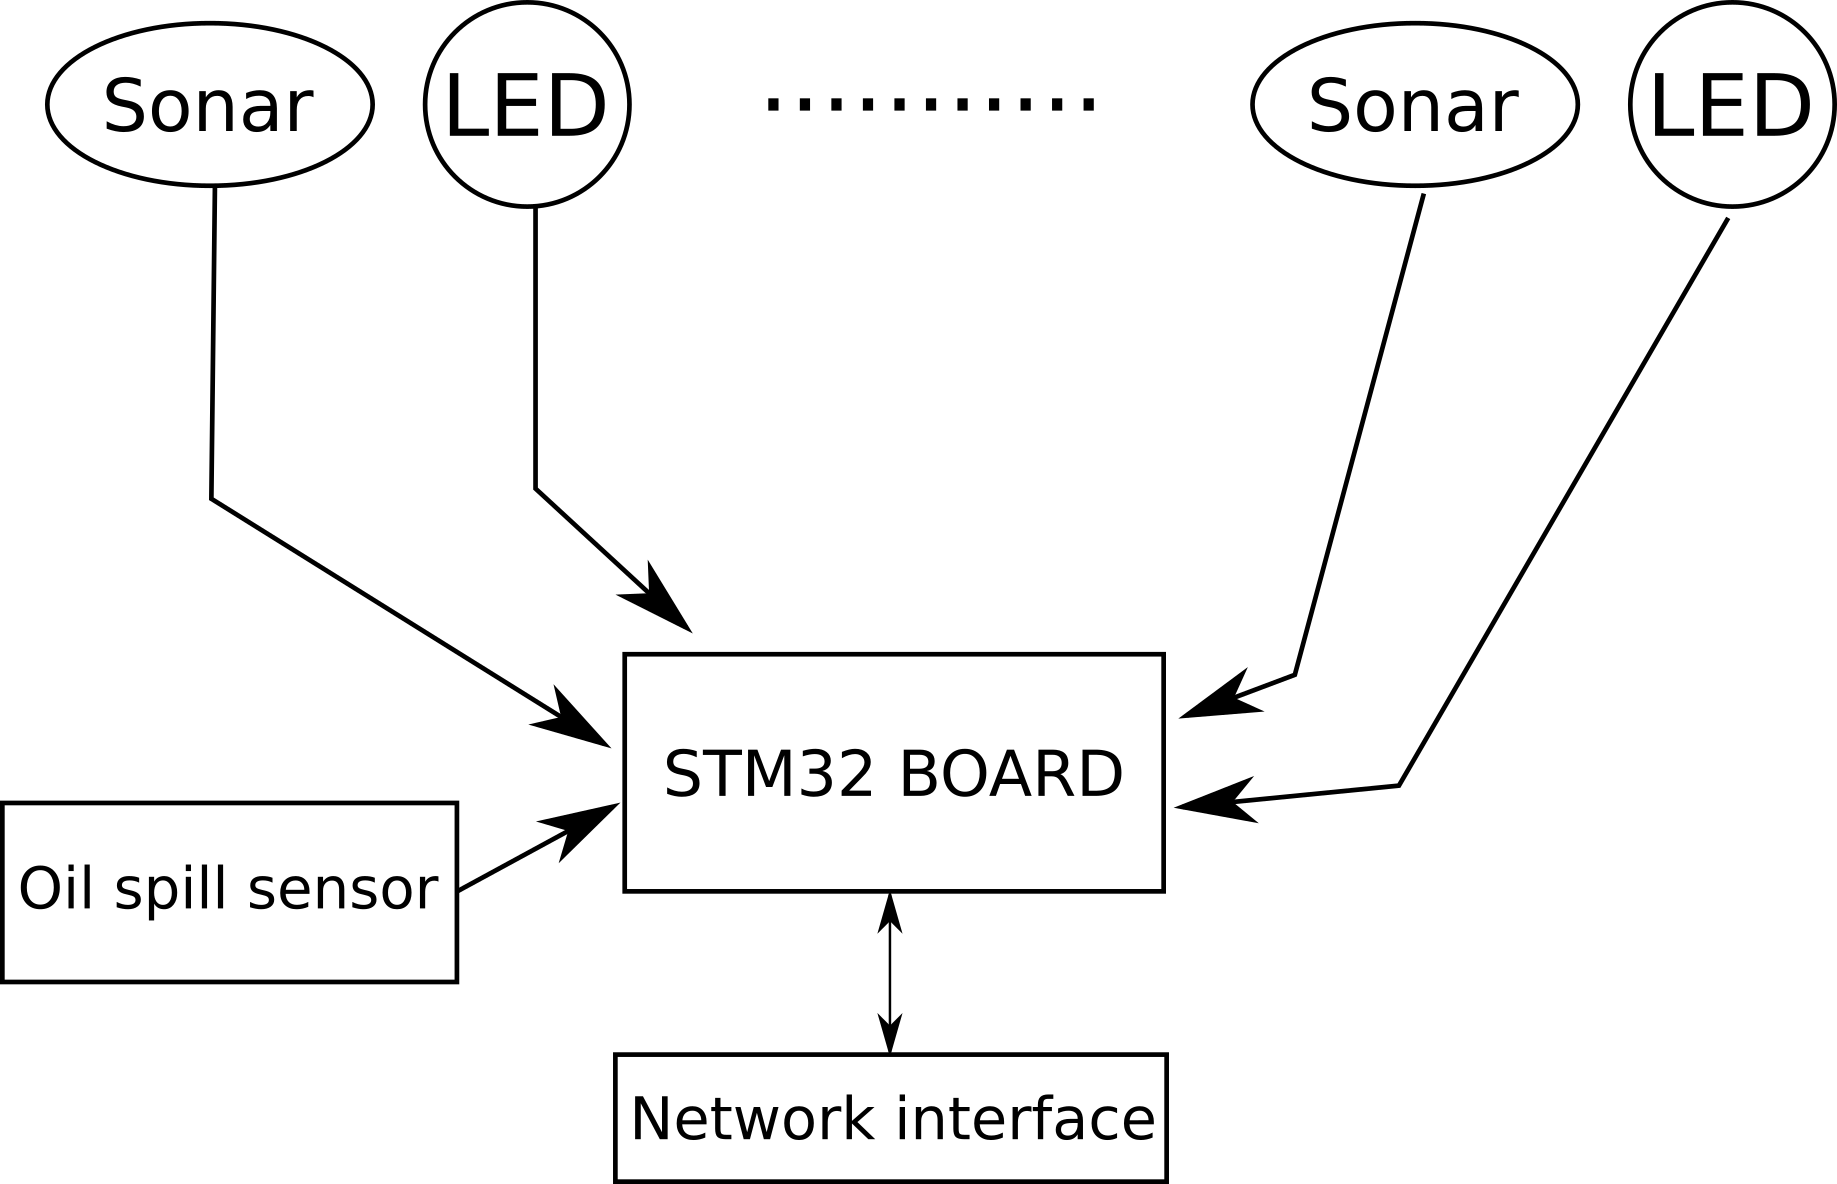 Sonar
LED
Sonar
LED
STM32 BOARD
Oil spill sensor
Network interface